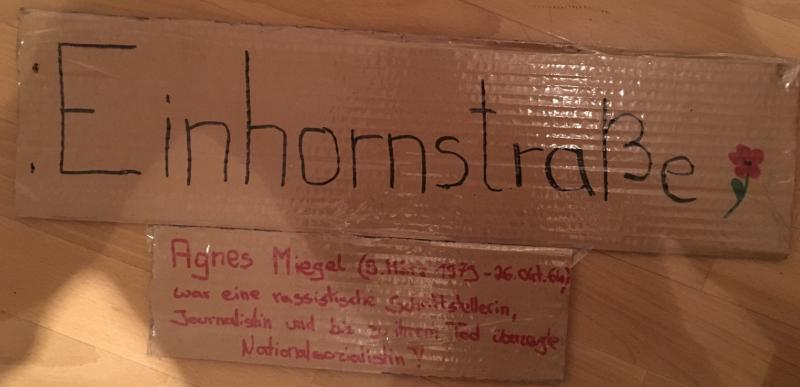 Einhornstraße
Agnes Miegel (9. März 1979 - 26. Okt. 64)
war eine rassistische Schriftstellerin,
Journalistin und bis zu ihrem Tod überzeugte
Nationalsozialistin!